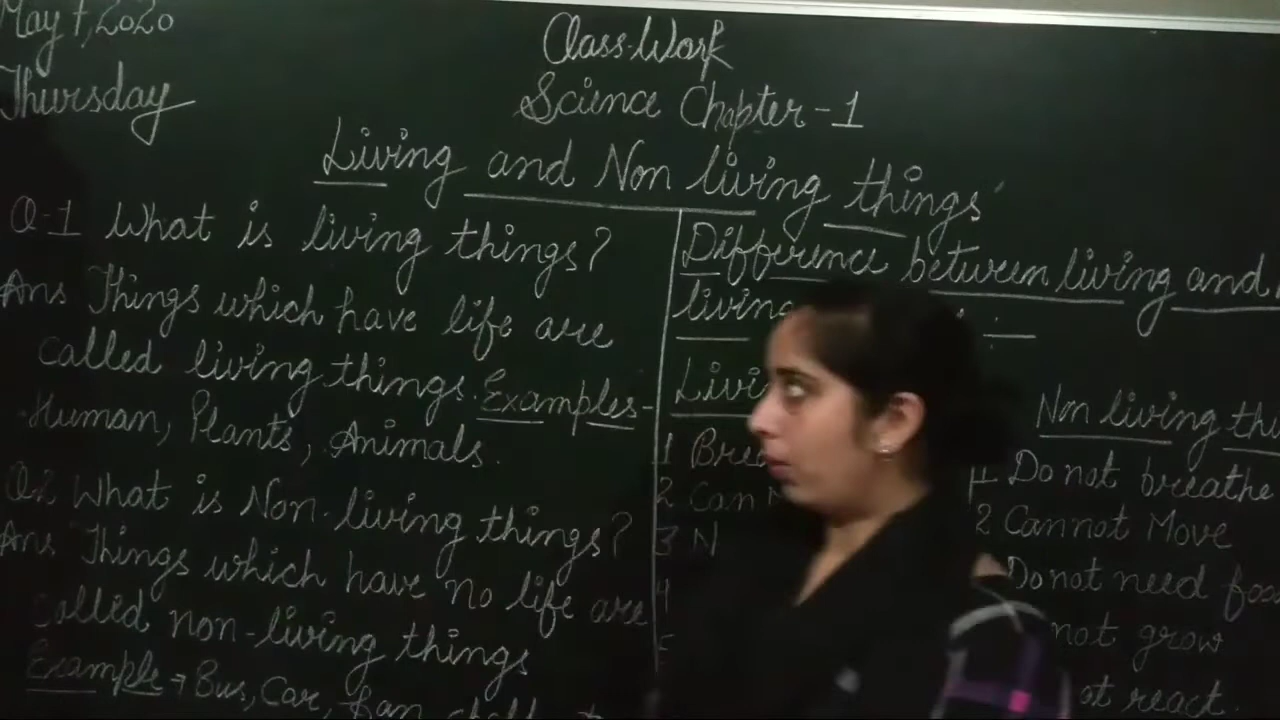 May 7, 2020
Thursday
Class Work
Science Chapter-1
Living and Non living things
Q-1 What is living things?
Ans Things which have life are
called living things. Examples-
Human, Plants, Animals.
Q2 What is Non-living things?
Ans Things which have no life are
called non-living things
Example → Bus, Car, Fan
Difference between living and
living :-
1
2 Can
3 N
4
5
Non living
1 Do not breathe
2 Cannot Move
Do not need
not grow
react.